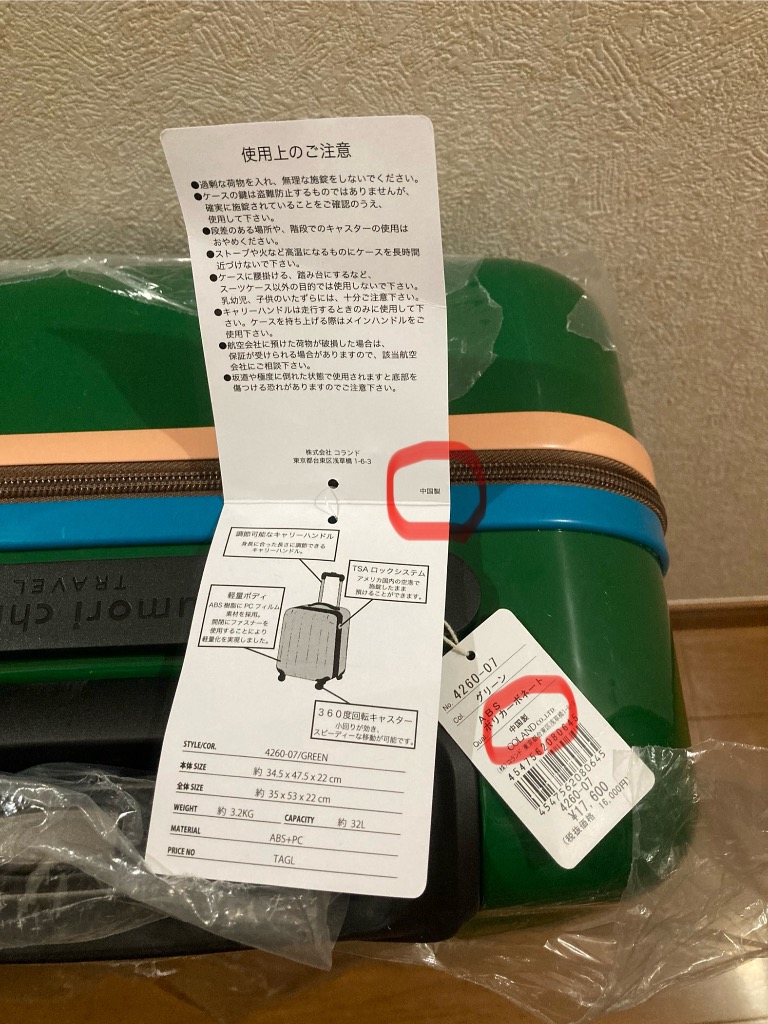 使用上のご注意
●過剰な荷物を入れ、無理な施錠をしないでください。
●ケースの鍵は盗難防止するものではありませんが、
確実に施錠されていることをご確認のうえ、
使用して下さい。
●段差のある場所や、階段でのキャスターの使用は
おやめください。
●ストーブや火など高温になるものにケースを長時間
近づけないで下さい。
●ケースに腰掛ける、踏み台にするなど、
スーツケース以外の目的では使用しないで下さい。
乳幼児、子供のいたずらには、十分ご注意下さい。
●キャリーハンドルは走行するときのみに使用して下
さい。ケースを持ち上げる際はメインハンドルをご
使用下さい。
●航空会社に預けた荷物が破損した場合は、
保証が受けられる場合がありますので、該当航空
会社にご相談下さい。
●坂道や極度に倒れた状態で使用されますと底部を
傷つける恐れがありますのでご注意下さい。
株式会社 コランド
東京都台東区浅草橋 1-6-3
中国製
調節可能なキャリーハンドル
身長に合った長さに調節できる
キャリーハンドル。
TSA ロックシステム
アメリカ国内の空港で
施錠したまま
預けることができます。
軽量ボディ
ABS 樹脂に PC フィルム
素材を採用。
開閉にファスナーを
使用することにより
軽量化を実現しました。
360度回転キャスター
小回りが効き、
スピーディーな移動が可能です。
STYLE/COR. 4260-07/GREEN
本体 SIZE 約 34.5 x 47.5 x 22 cm
全体 SIZE 約 35 x 53 x 22 cm
WEIGHT 約 3.2KG CAPACITY 約 32L
MATERIAL ABS+PC
PRICE NO TAGL
umori chi
TRAVEL
No. 4260-07
Col. グリーン
Qua. ABS
ポリカーボネート
中国製
COLAND CO.,LTD.
4547562080645
4547562080645
4260-07
¥17,600
(税抜価格 16,000円)